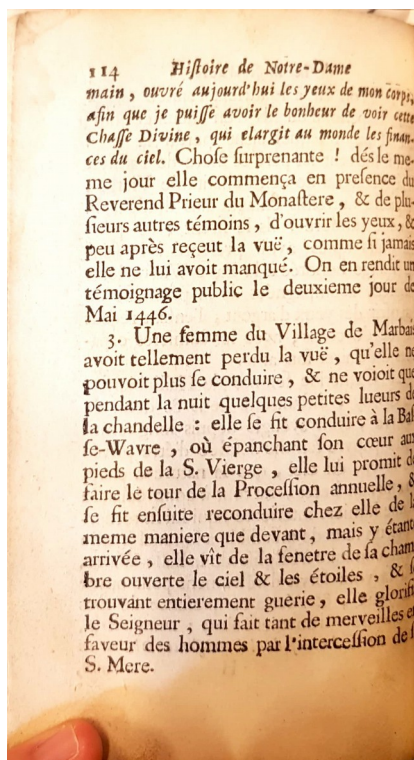 114 Hiſtoire de Notre-Dame
main, ouvré aujourd'hui les yeux de mon corps,
afin que je puiſſe avoir le bonheur de voir cette
Chaſſe Divine, qui elargit au monde les finan-
ces du ciel. Choſe ſurprenante ! dés le me-
me jour elle commença en preſence du
Reverend Prieur du Monaſtere, & de plu-
ſieurs autres témoins, d'ouvrir les yeux, &
peu après reçeut la vuë, comme ſi jamais
elle ne lui avoit manqué. On en rendit un
témoignage public le deuxième jour de
Mai 1446.
3. Une femme du Village de Marbais
avoit tellement perdu la vuë, qu'elle ne
pouvoit plus ſe conduire, & ne voioit que
pendant la nuit quelques petites lueurs de
la chandelle : elle ſe fit conduire à la Baſ-
ſe-Wavre, où épanchant ſon cœur aux
pieds de la S. Vierge, elle lui promit de
faire le tour de la Proceſſion annuelle, &
ſe fit enſuite reconduire chez elle de la
meme maniere que devant, mais y étant
arrivée, elle vît de la fenetre de ſa cham
bre ouverte le ciel & les étoiles, & ſe
trouvant entierement guerie, elle glorifi
le Seigneur, qui fait tant de merveilles e
faveur des hommes par l'interceſſion de ſ
S. Mere.